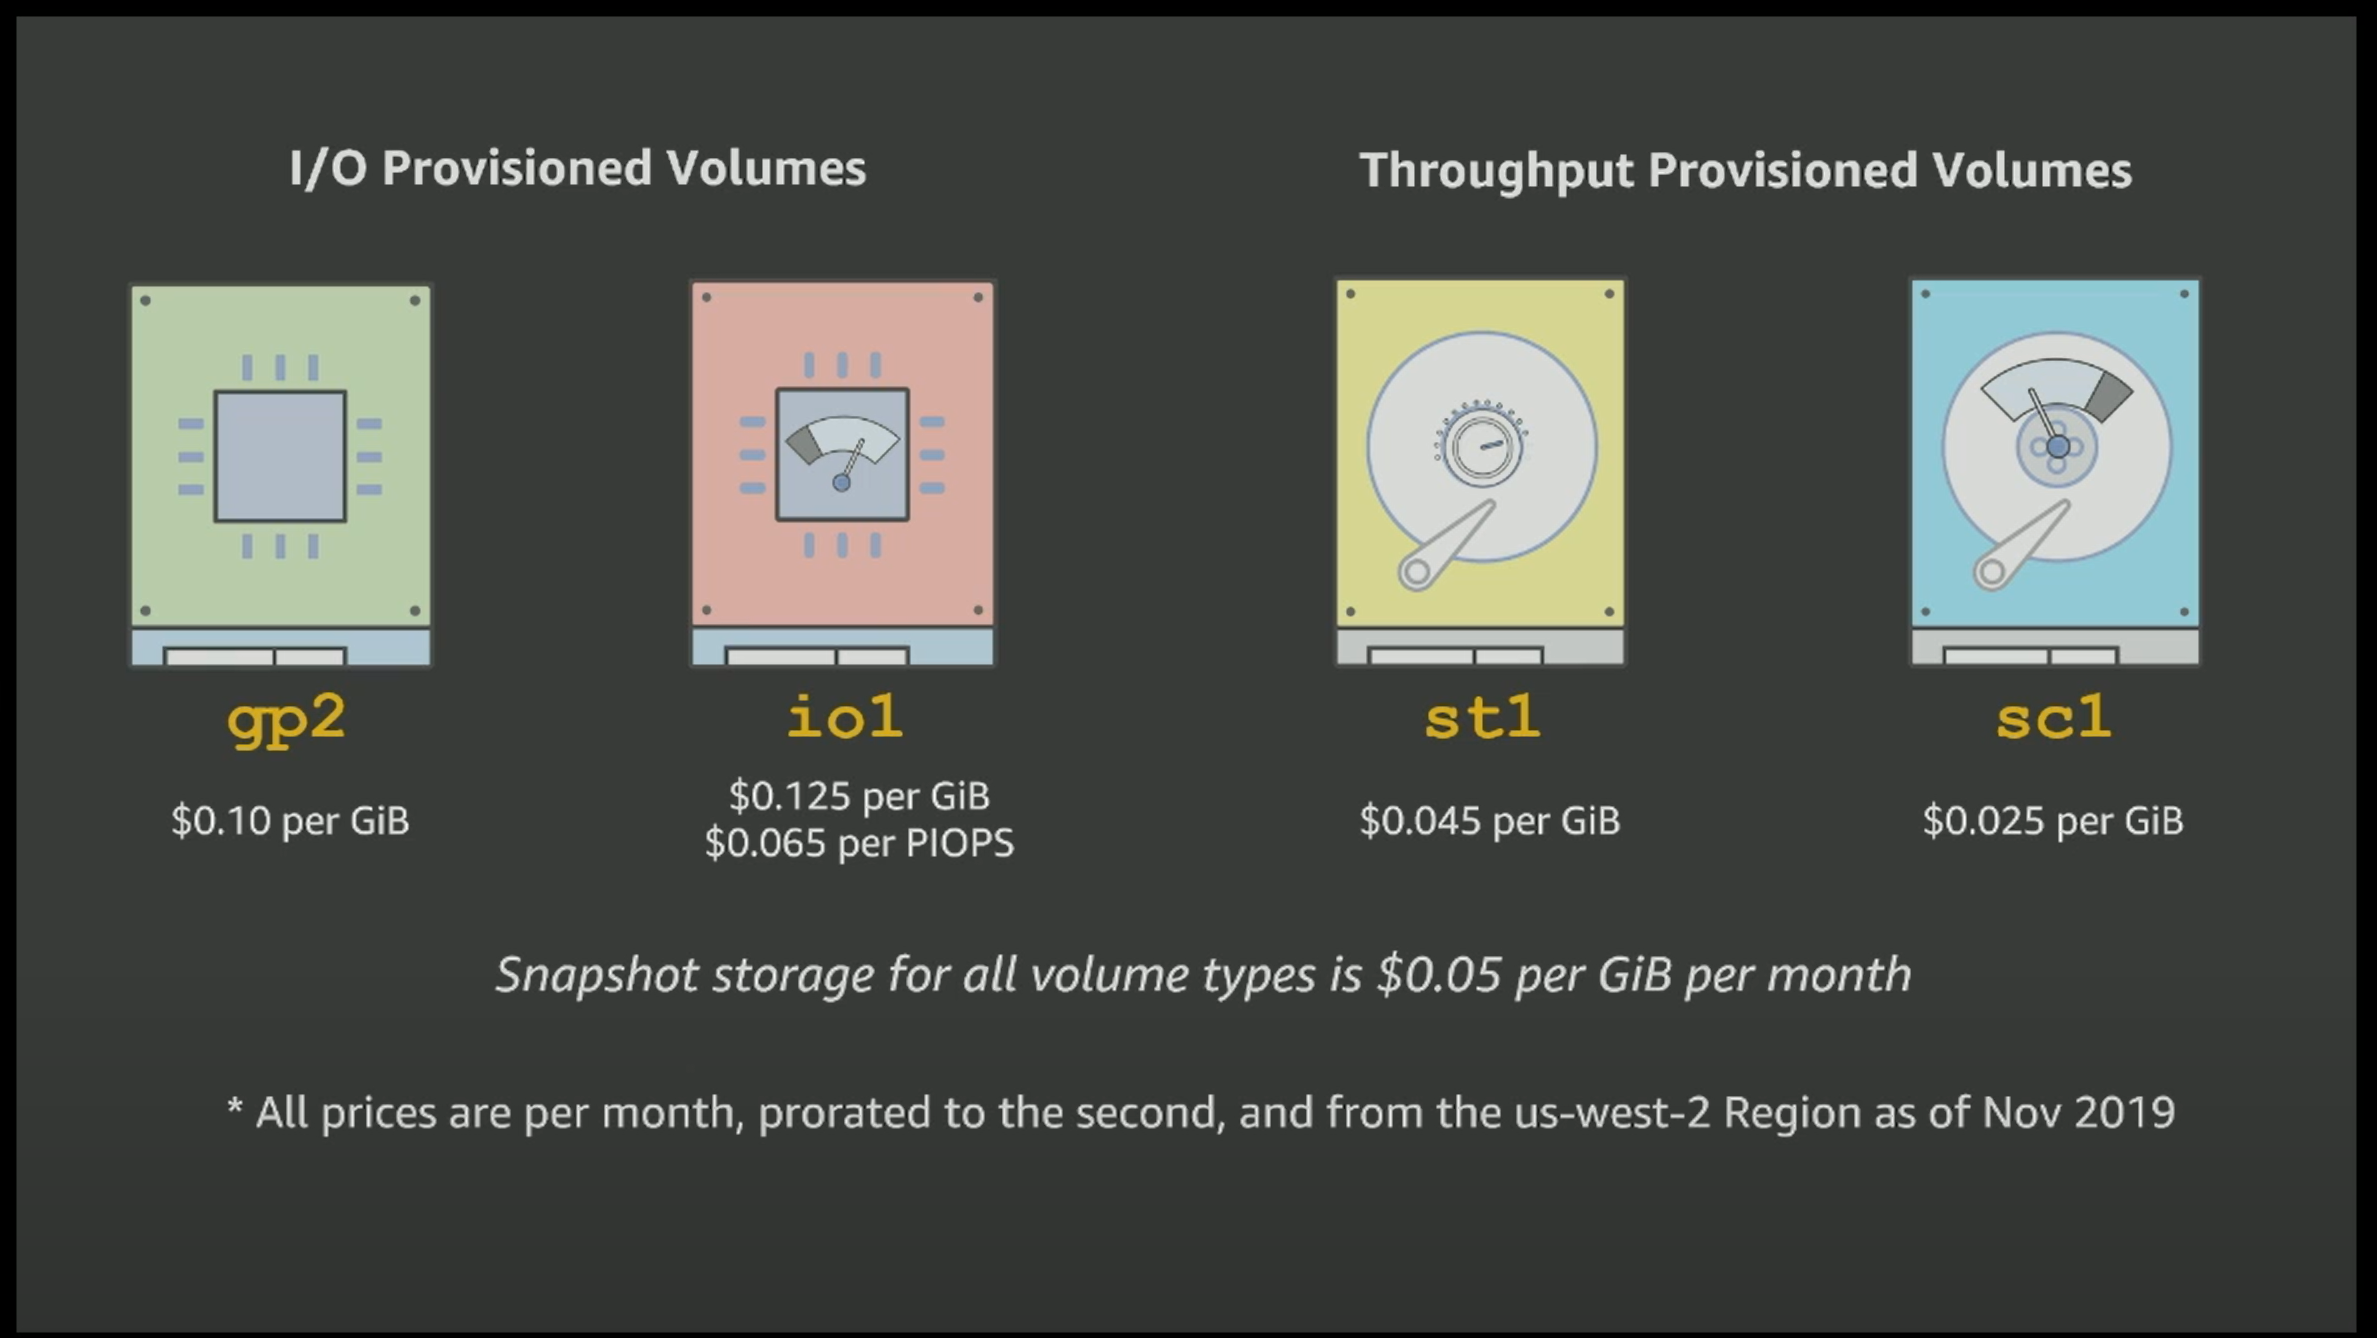 I/O Provisioned Volumes
Throughput Provisioned Volumes
gp2
io1
st1
sc1
$0.10 per GiB
$0.125 per GiB
$0.065 per PIOPS
$0.045 per GiB
$0.025 per GiB
Snapshot storage for all volume types is $0.05 per GiB per month
* All prices are per month, prorated to the second, and from the us-west-2 Region as of Nov 2019